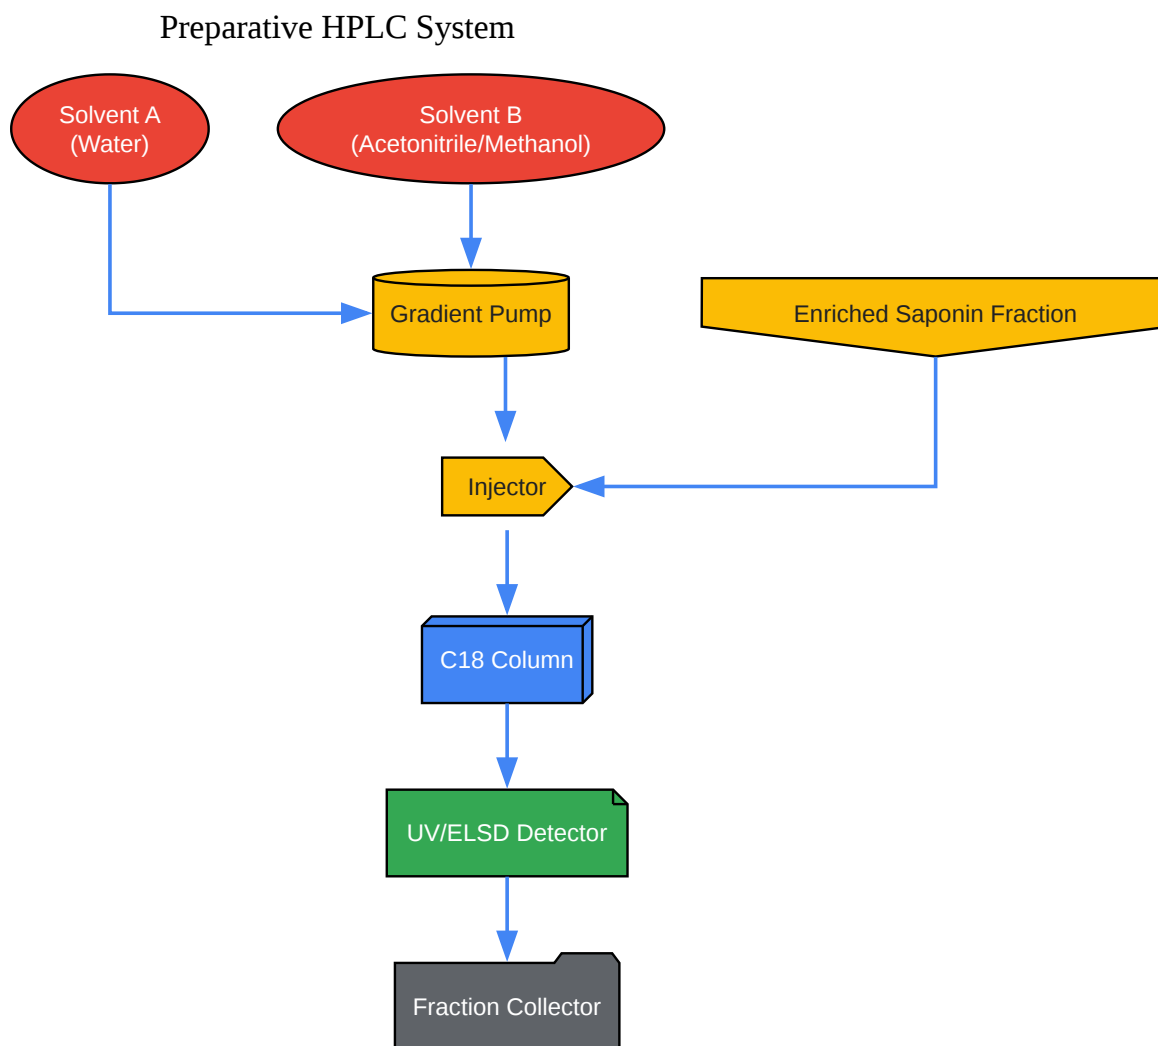 Preparative HPLC System
Solvent A
(Water)
Solvent B
(Acetonitrile/Methanol)
Gradient Pump
Enriched Saponin Fraction
Injector
C18 Column
UV/ELSD Detector
Fraction Collector